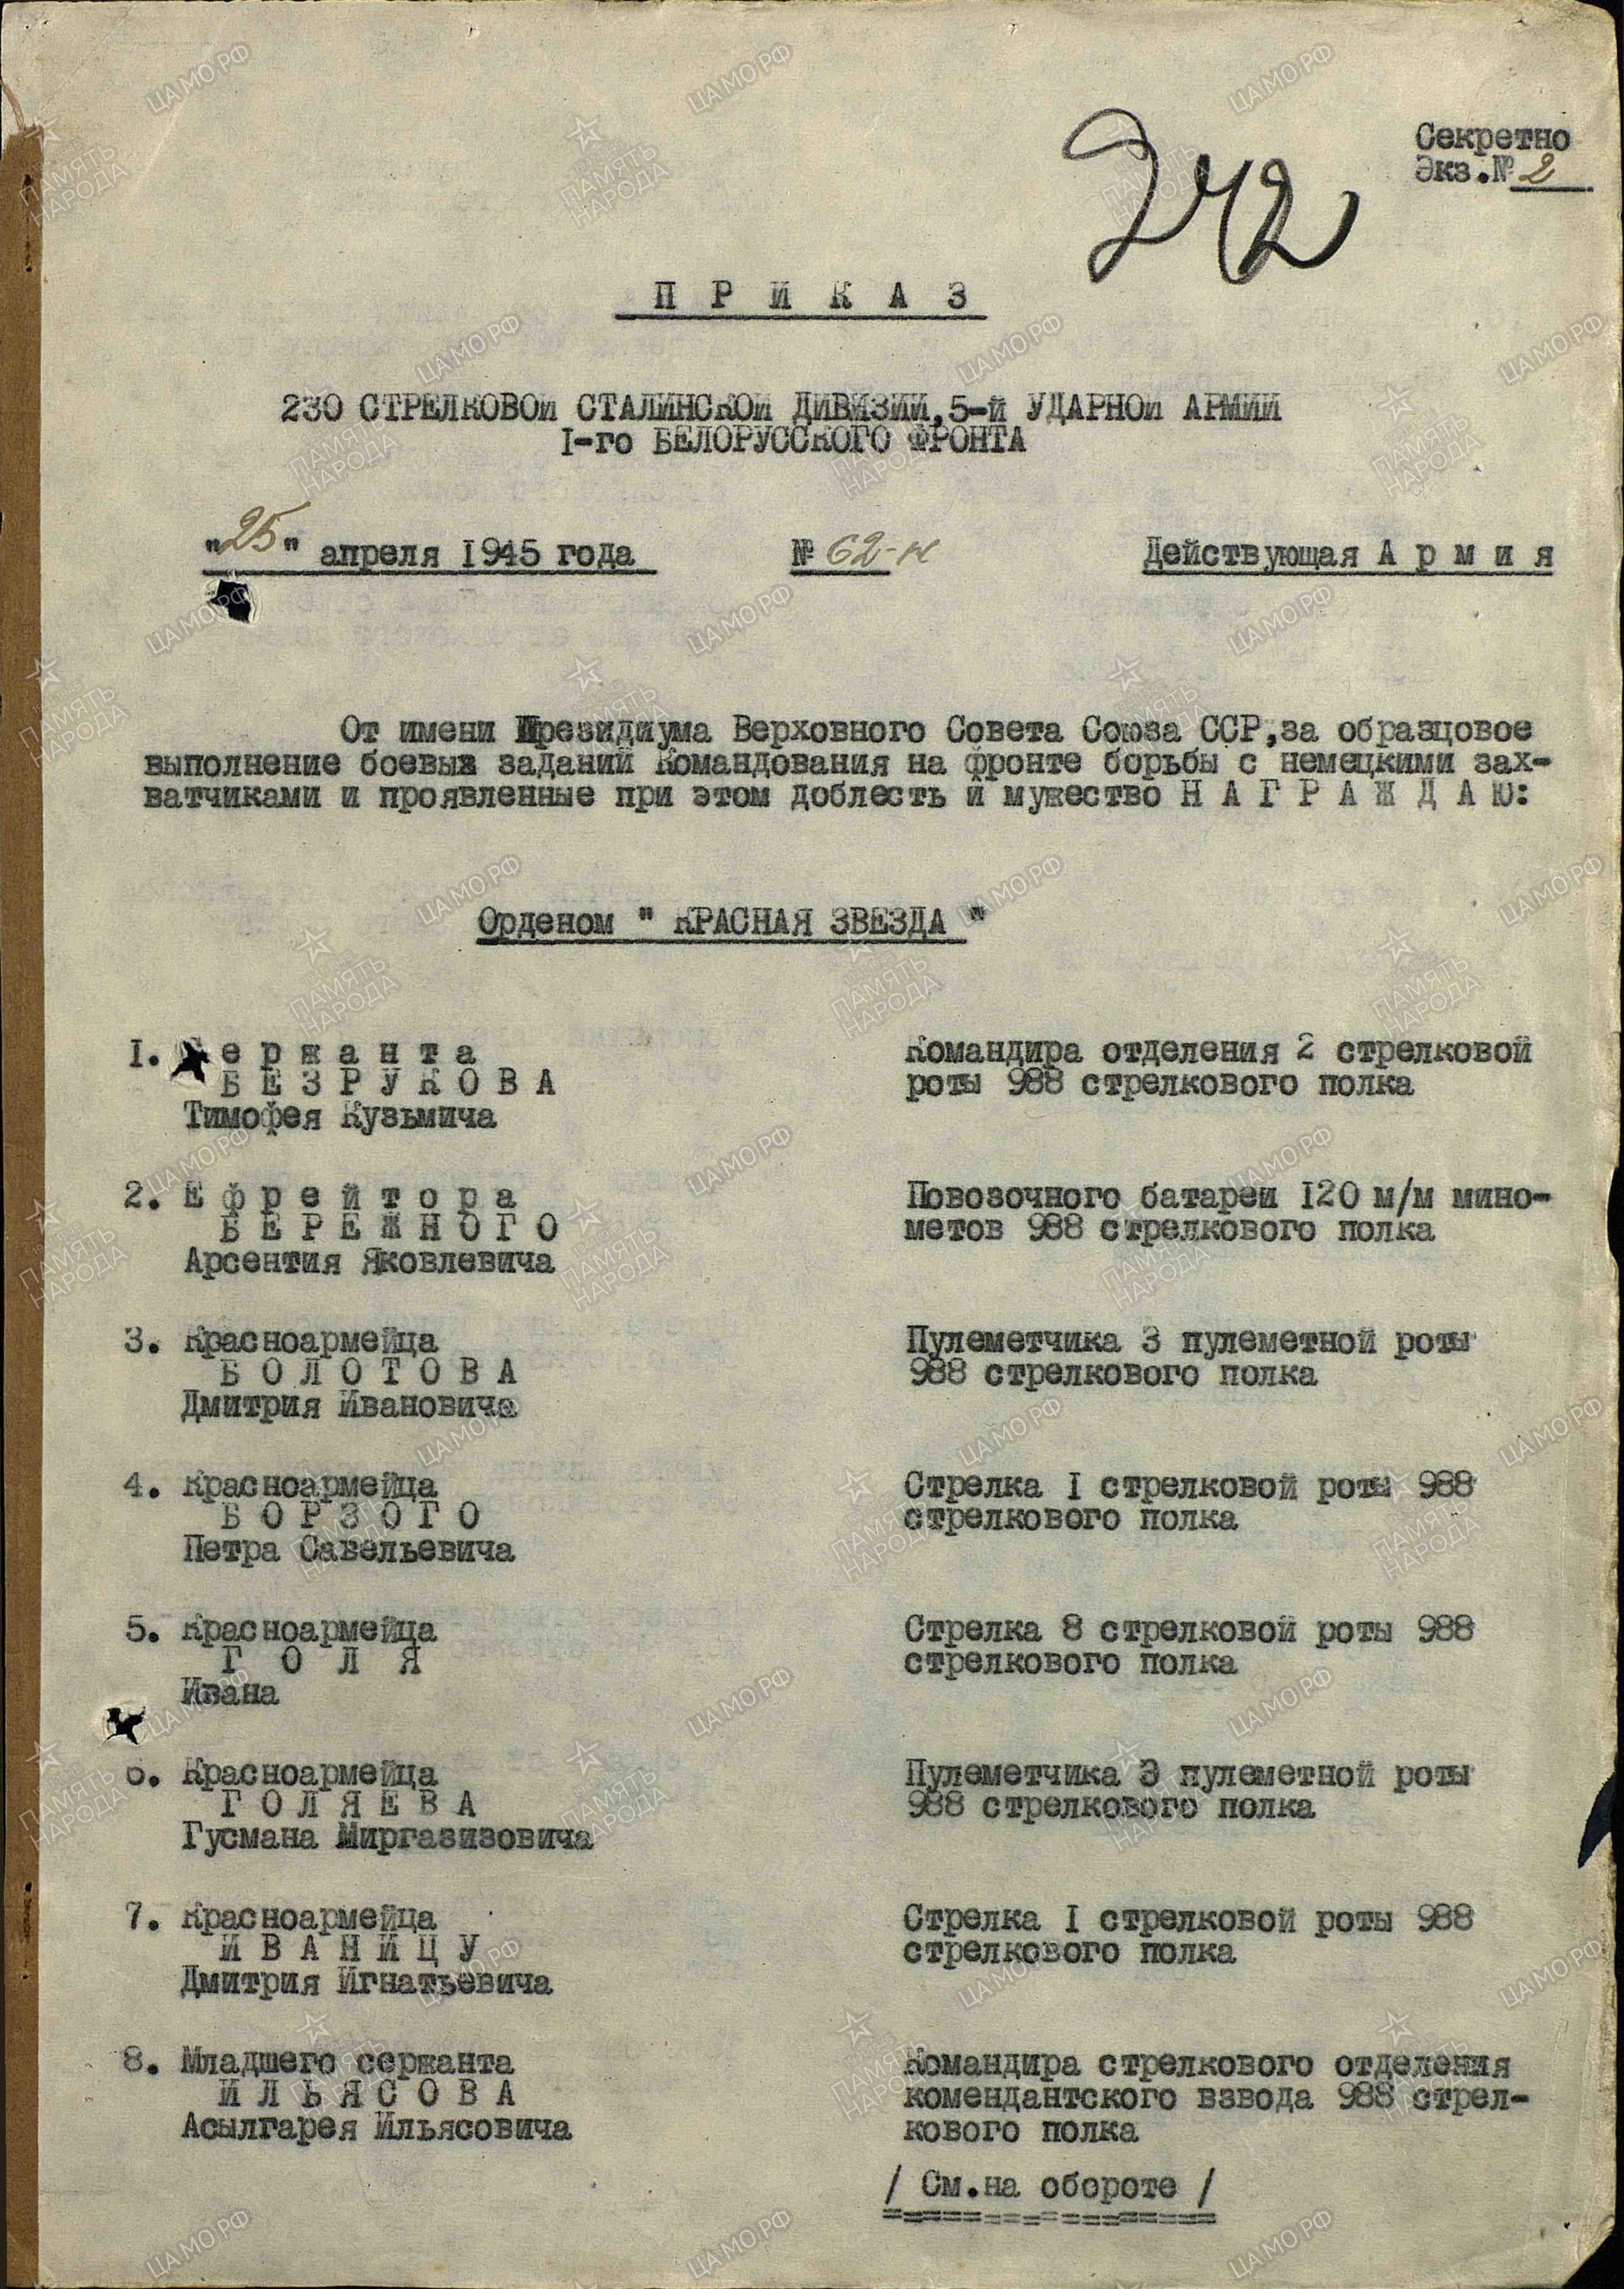 Секретно
Экз.№ 2
242
П Р И К А З
230 СТРЕЛКОВОЙ СТАЛИНСКОЙ ДИВИЗИИ, 5-й УДАРНОЙ АРМИИ
I-го БЕЛОРУССКОГО ФРОНТА
"25" апреля 1945 года № 62-н Действующая А р м и я
От имени Президиума Верховного Совета Союза ССР, за образцовое
выполнение боевых заданий Командования на фронте борьбы с немецкими зах-
ватчиками и проявленные при этом доблесть и мужество Н А Г Р А Ж Д А Ю:
Орденом " КРАСНАЯ ЗВЕЗДА "
I. Сержанта Командира отделения 2 стрелковой
Б Е З Р У К О В А роты 988 стрелкового полка
Тимофея Кузьмича
2. Е ф р е й т о р а Повозочного батареи I20 м/м мино-
Б Е Р Е Ж Н О Г О метов 988 стрелкового полка
Арсентия Яковлевича
3. Красноармейца Пулеметчика 3 пулеметной роты
Б О Л О Т О В А 988 стрелкового полка
Дмитрия Ивановича
4. Красноармейца Стрелка I стрелковой роты 988
Б О Р З О Г О стрелкового полка
Петра Савельевича
5. Красноармейца Стрелка 8 стрелковой роты 988
Г О Л Я стрелкового полка
Ивана
6. Красноармейца Пулеметчика 3 пулеметной роты
Г О Л Я Е В А 988 стрелкового полка
Гусмана Миргазизовича
7. Красноармейца Стрелка I стрелковой роты 988
И В А Н И Ц У стрелкового полка
Дмитрия Игнатьевича
8. Младшего сержанта Командира стрелкового отделения
И Л Ь Я С О В А комендантского взвода 988 стрел-
Асылгарея Ильясовича кового полка
/ См.на обороте /
ЦАМО.РФ
ПАМЯТЬ
НАРОДА